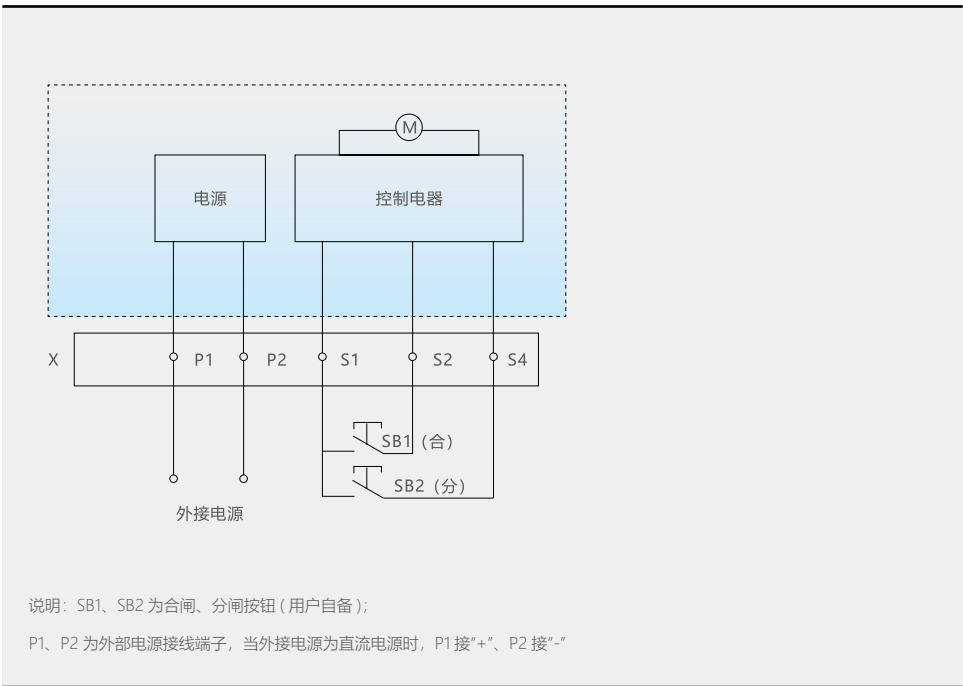 M
电源
控制电器
X P1 P2 S1 S2 S4
SB1（合）
SB2（分）
外接电源
说明：SB1、SB2 为合闸、分闸按钮 ( 用户自备 )；
P1、P2 为外部电源接线端子，当外接电源为直流电源时，P1 接“+”、P2 接“-”